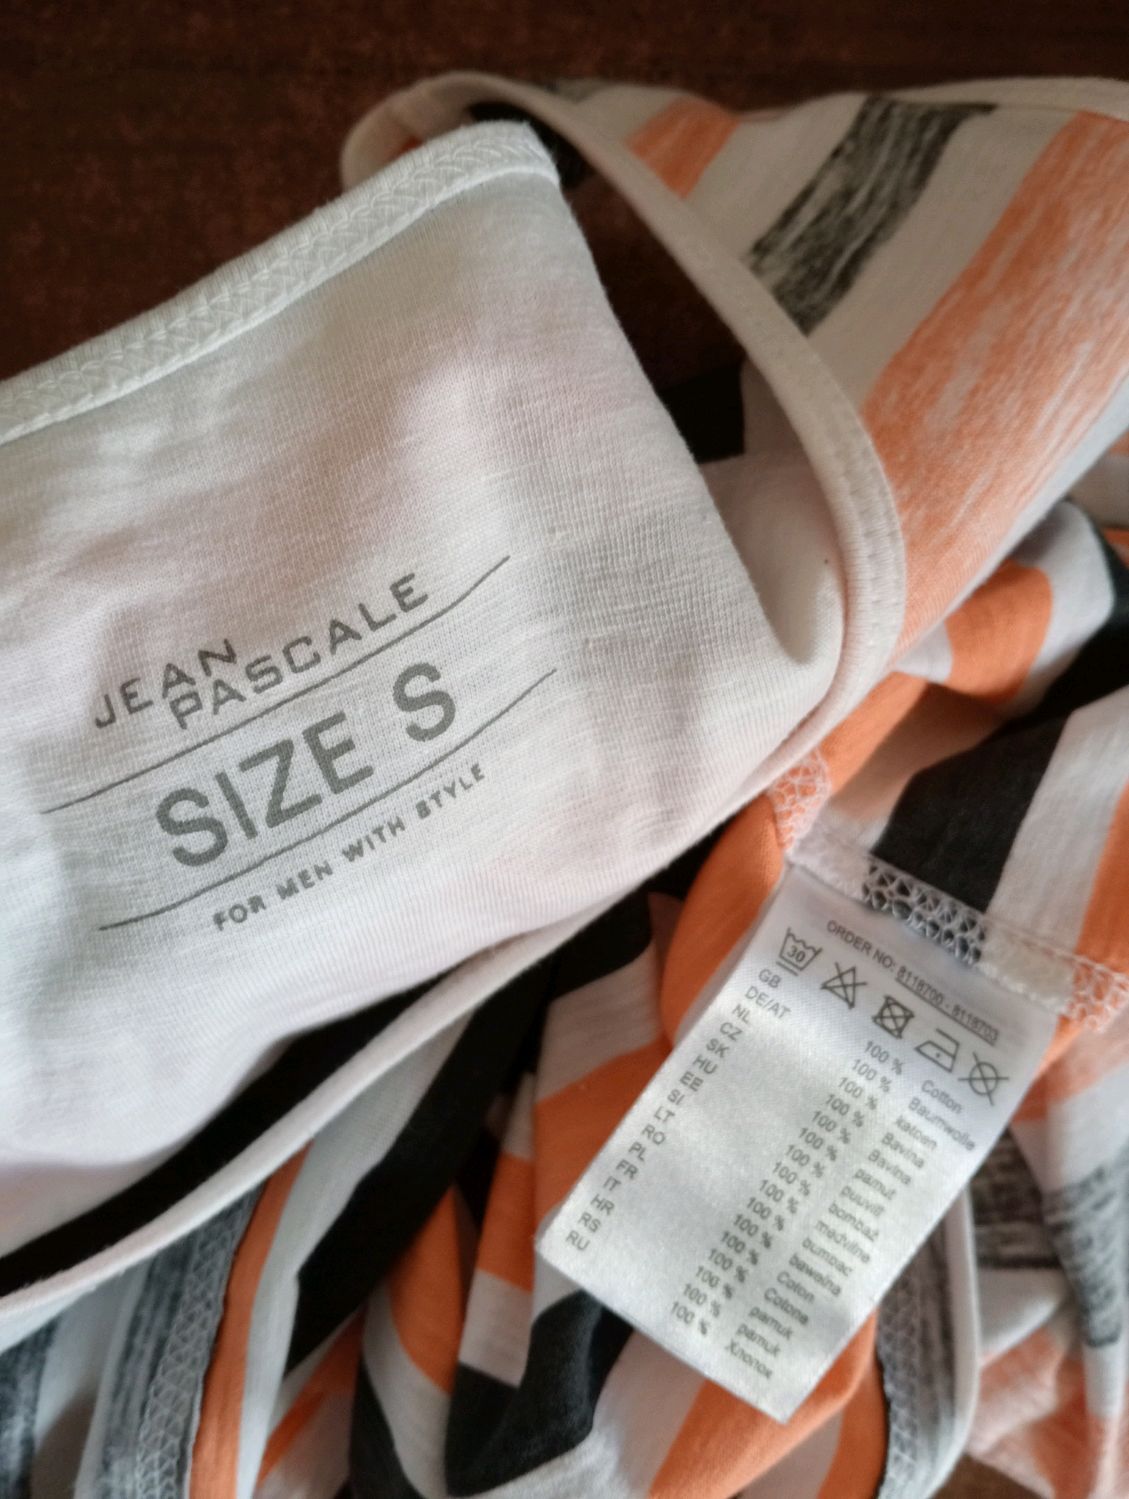 JEAN
PASCALE
SIZE S
FOR MEN WITH STYLE
ORDER NO: 8118700 - 8118703
30
GB 100 % Cotton
DE/AT 100 % Baumwolle
NL 100 % katoen
CZ 100 % Bavlna
SK 100 % Bavlna
HU 100 % pamut
EE 100 % puuvill
SI 100 % bombaž
LT 100 % medvilnė
RO 100 % bumbac
PL 100 % bawełna
FR 100 % Coton
IT 100 % Cotone
HR 100 % pamuk
RS 100 % pamuk
RU 100 % Хлопок